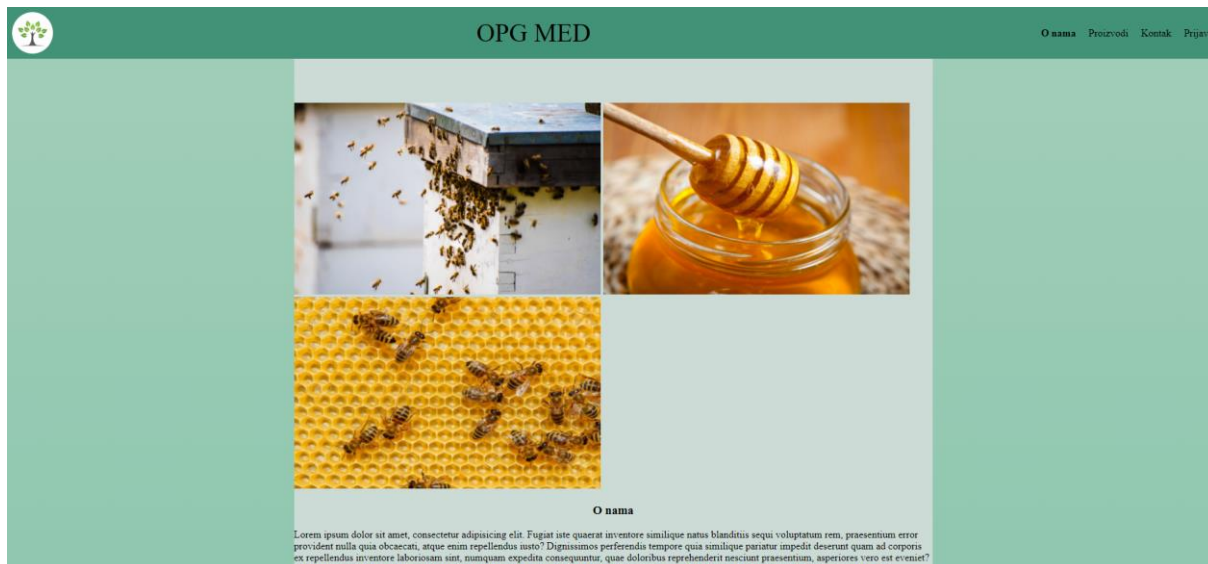 OPG MED
O nama Proizvodi Kontak Prijav
O nama
Lorem ipsum dolor sit amet, consectetur adipisicing elit. Fugiat iste quaerat inventore similique natus blanditiis sequi voluptatum rem, praesentium error
provident nulla quia obcaecati, atque enim repellendus iusto? Dignissimos perferendis tempore quia similique pariatur impedit deserunt quam ad corporis
ex repellendus inventore laboriosam sint, numquam expedita consequuntur, quae doloribus reprehenderit nesciunt praesentium, asperiores vero est eveniet?